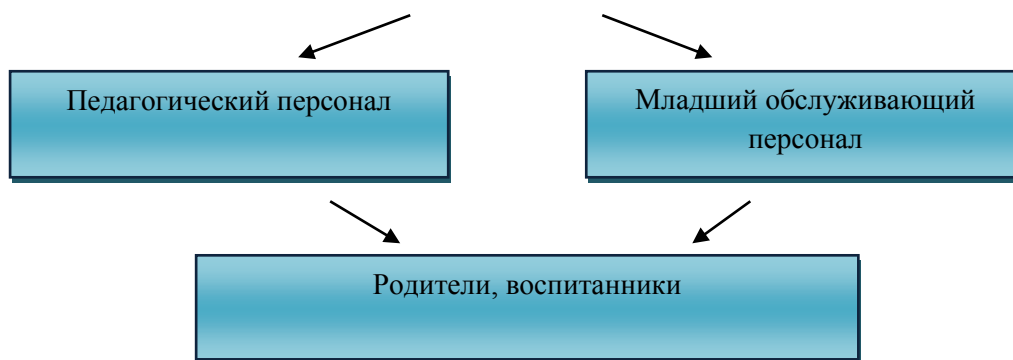 Педагогический персонал
Младший обслуживающий
персонал
Родители, воспитанники